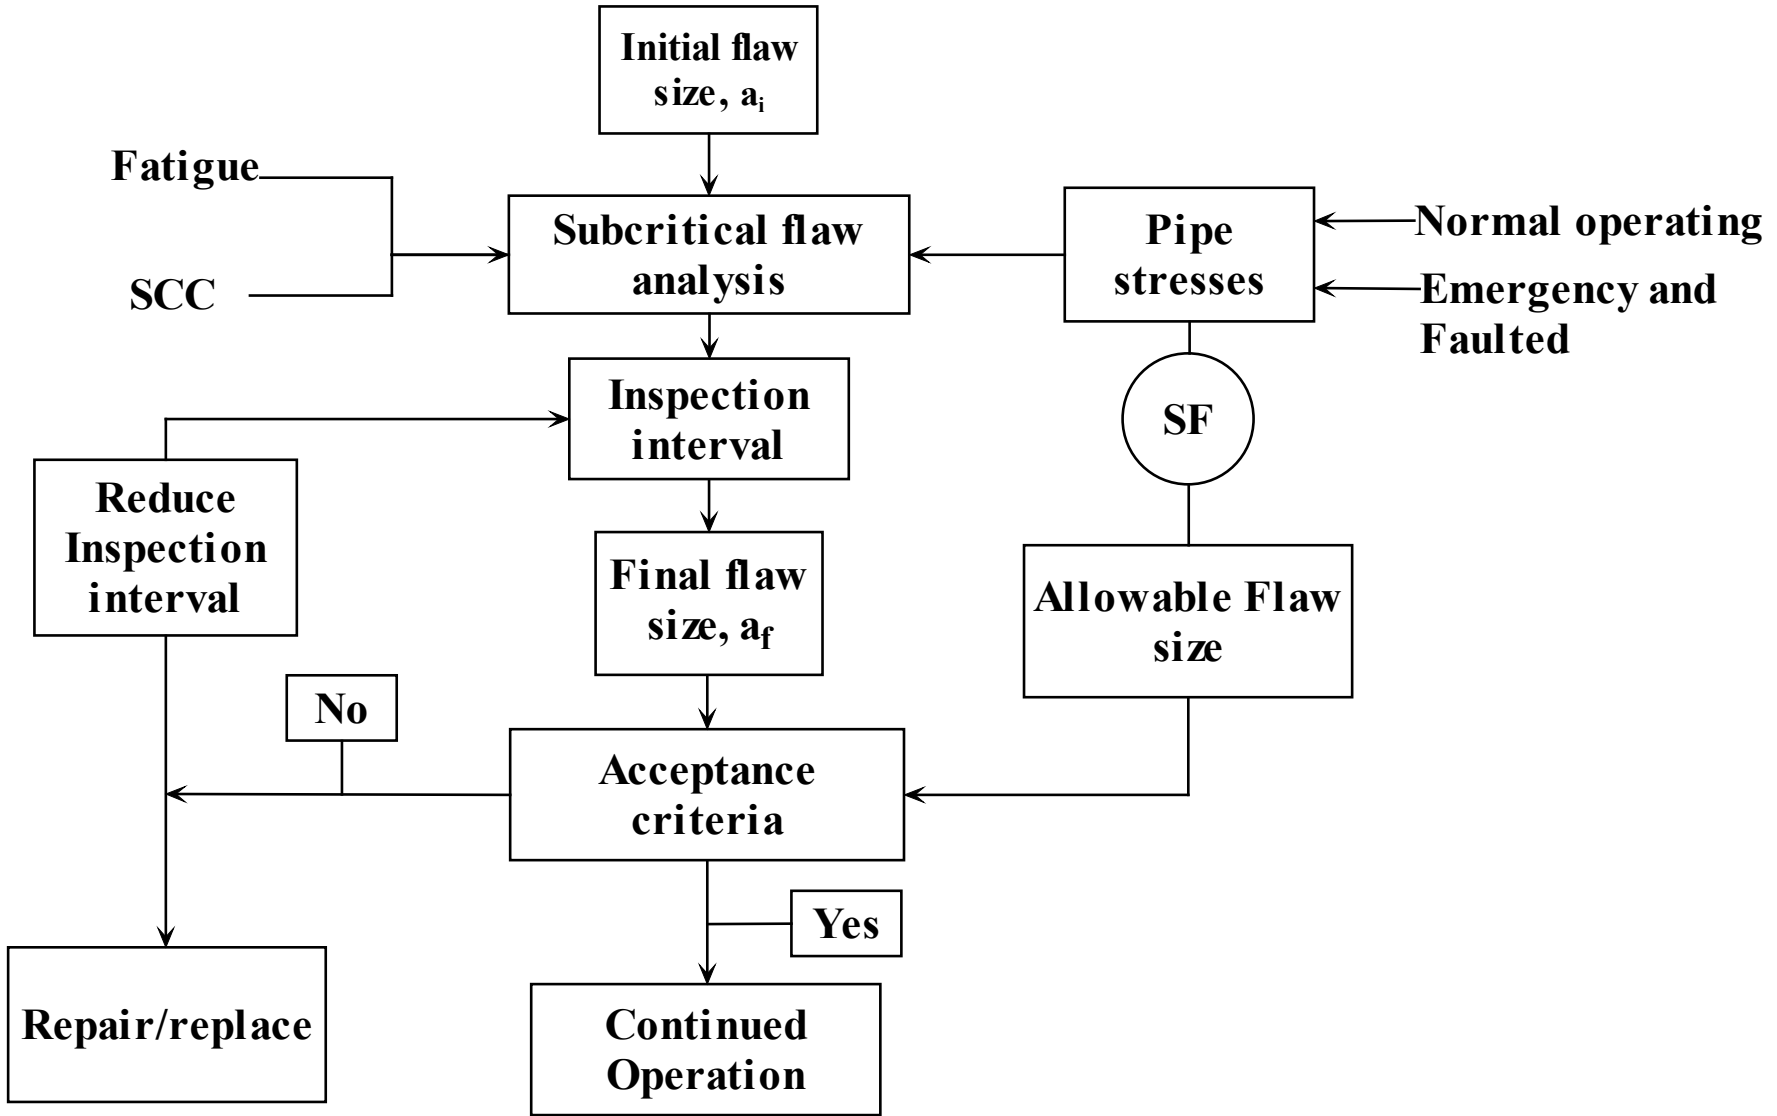 Initial flaw
size, aᵢ
Fatigue
SCC
Subcritical flaw
analysis
Pipe
stresses
Normal operating
Emergency and
Faulted
Inspection
interval
SF
Reduce
Inspection
interval
Final flaw
size, a_f
Allowable Flaw
size
No
Acceptance
criteria
Yes
Repair/replace
Continued
Operation